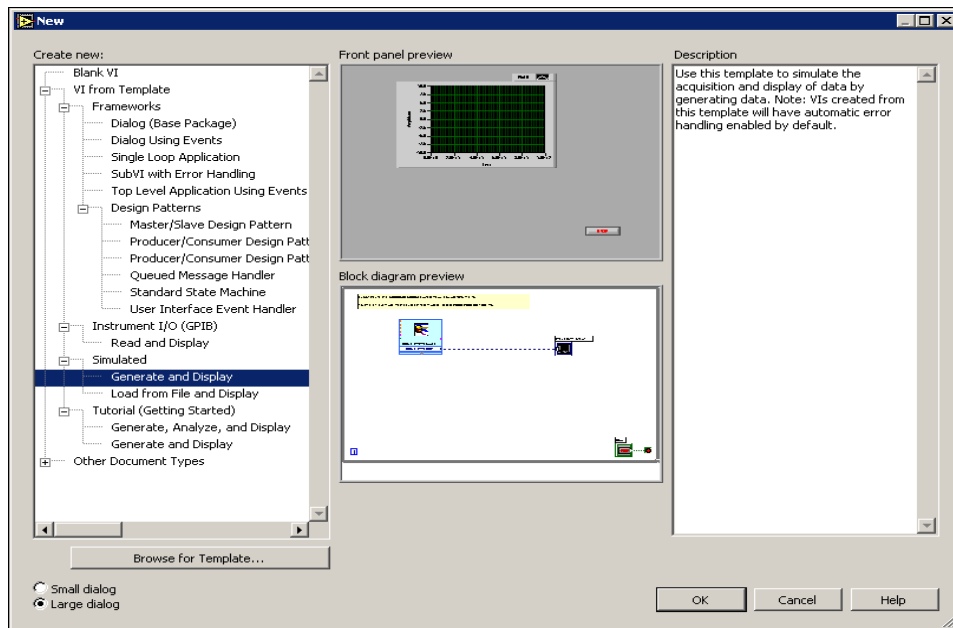 New
Create new:
Blank VI
VI from Template
Frameworks
Dialog (Base Package)
Dialog Using Events
Single Loop Application
SubVI with Error Handling
Top Level Application Using Events
Design Patterns
Master/Slave Design Pattern
Producer/Consumer Design Patt
Producer/Consumer Design Patt
Queued Message Handler
Standard State Machine
User Interface Event Handler
Instrument I/O (GPIB)
Read and Display
Simulated
Generate and Display
Load from File and Display
Tutorial (Getting Started)
Generate, Analyze, and Display
Generate and Display
Other Document Types
Browse for Template...
Small dialog
Large dialog
Front panel preview
Block diagram preview
Description
Use this template to simulate the
acquisition and display of data by
generating data. Note: VIs created from
this template will have automatic error
handling enabled by default.
OK
Cancel
Help